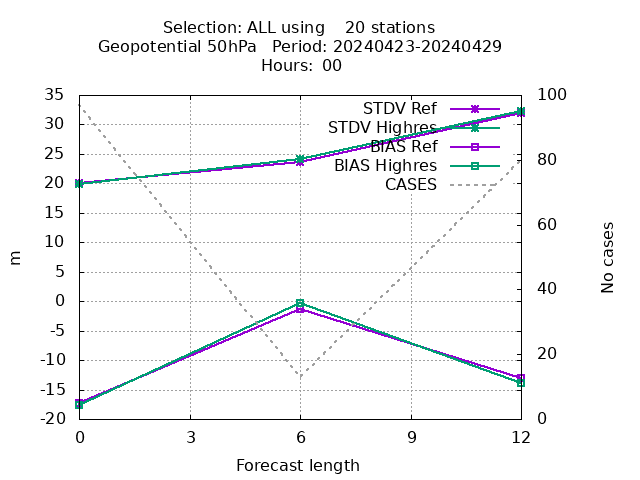 Selection: ALL using    20 stations
Geopotential 50hPa   Period: 20240423-20240429
Hours: 00
STDV Ref
STDV Highres
BIAS Ref
BIAS Highres
CASES
35
30
25
20
15
10
5
0
-5
-10
-15
-20
100
80
60
40
20
0
m
No cases
0
3
6
9
12
Forecast length